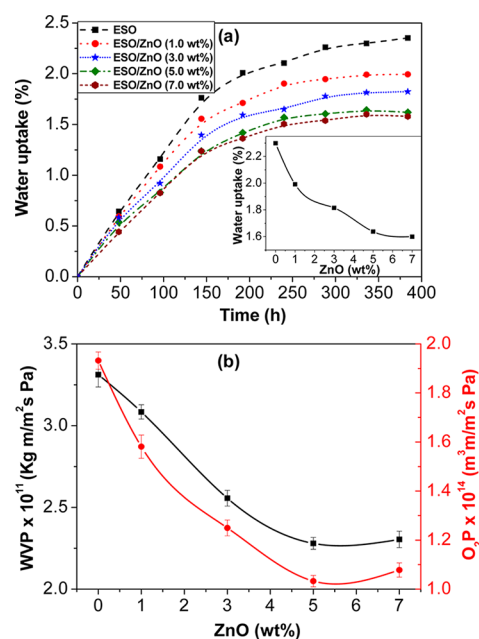 (a)
ESO
ESO/ZnO (1.0 wt%)
ESO/ZnO (3.0 wt%)
ESO/ZnO (5.0 wt%)
ESO/ZnO (7.0 wt%)
Water uptake (%)
2.5
2.0
1.5
1.0
0.5
0.0
0 50 100 150 200 250 300 350 400
Time (h)
Water uptake (%)
2.2
2.0
1.8
1.6
0 1 2 3 4 5 6 7
ZnO (wt%)
(b)
WVP x 10¹¹ (Kg m/m² s Pa)
3.5
3.0
2.5
2.0
O₂P x 10¹⁴ (m³ m/m² s Pa)
2.0
1.8
1.6
1.4
1.2
1.0
0 1 2 3 4 5 6 7
ZnO (wt%)